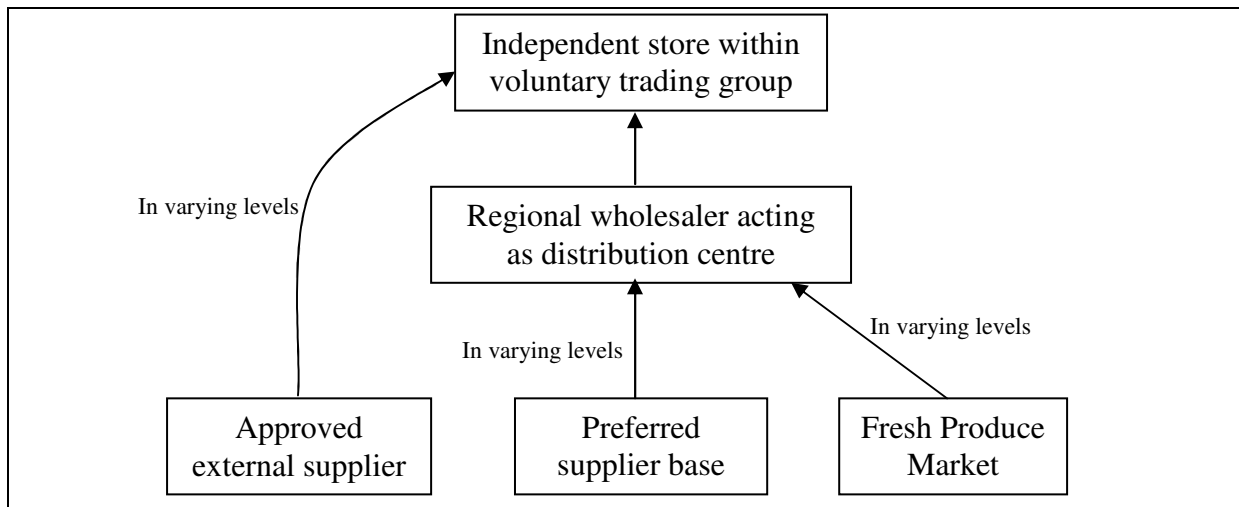 Independent store within
voluntary trading group
In varying levels
Regional wholesaler acting
as distribution centre
In varying levels
In varying levels
Approved
external supplier
Preferred
supplier base
Fresh Produce
Market